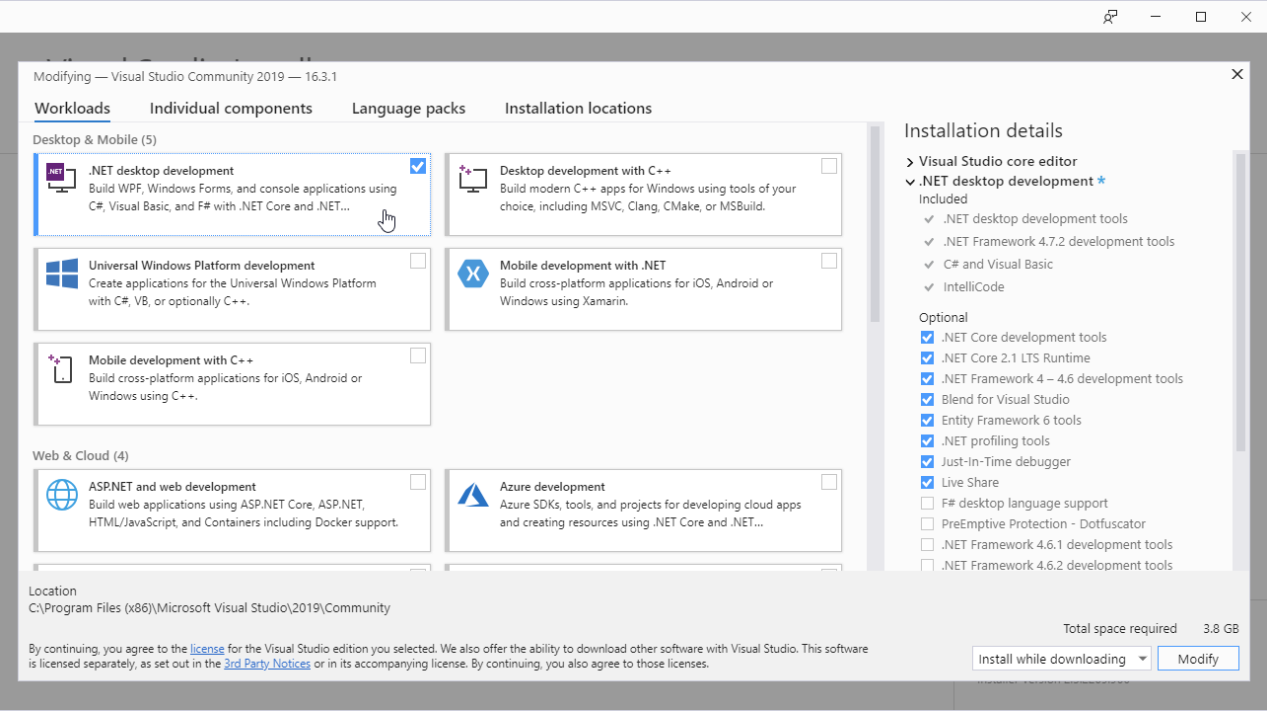 Modifying — Visual Studio Community 2019 — 16.3.1
Workloads
Individual components
Language packs
Installation locations
Desktop & Mobile (5)
.NET
.NET desktop development
Build WPF, Windows Forms, and console applications using
C#, Visual Basic, and F# with .NET Core and .NET...
Desktop development with C++
Build modern C++ apps for Windows using tools of your
choice, including MSVC, Clang, CMake, or MSBuild.
Universal Windows Platform development
Create applications for the Universal Windows Platform
with C#, VB, or optionally C++.
Mobile development with .NET
Build cross-platform applications for iOS, Android or
Windows using Xamarin.
Mobile development with C++
Build cross-platform applications for iOS, Android or
Windows using C++.
Web & Cloud (4)
ASP.NET and web development
Build web applications using ASP.NET Core, ASP.NET,
HTML/JavaScript, and Containers including Docker support.
Azure development
Azure SDKs, tools, and projects for developing cloud apps
and creating resources using .NET Core and .NET...
Installation details
Visual Studio core editor
.NET desktop development *
Included
.NET desktop development tools
.NET Framework 4.7.2 development tools
C# and Visual Basic
IntelliCode
Optional
.NET Core development tools
.NET Core 2.1 LTS Runtime
.NET Framework 4 – 4.6 development tools
Blend for Visual Studio
Entity Framework 6 tools
.NET profiling tools
Just-In-Time debugger
Live Share
F# desktop language support
PreEmptive Protection - Dotfuscator
.NET Framework 4.6.1 development tools
.NET Framework 4.6.2 development tools
Location
C:\Program Files (x86)\Microsoft Visual Studio\2019\Community
Total space required 3.8 GB
By continuing, you agree to the license for the Visual Studio edition you selected. We also offer the ability to download other software with Visual Studio. This software
is licensed separately, as set out in the 3rd Party Notices or in its accompanying license. By continuing, you also agree to those licenses.
Install while downloading
Modify